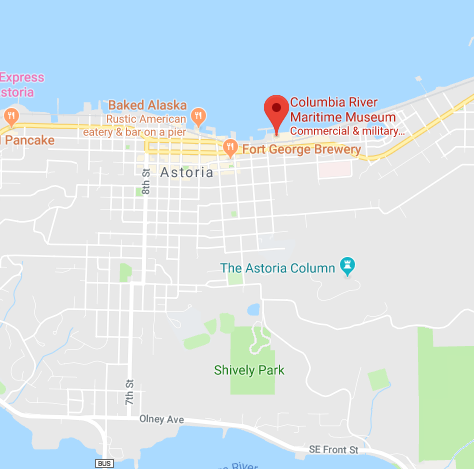 Express
storia
Baked Alaska
Rustic American
eatery & bar on a pier
Columbia River
Maritime Museum
Commercial & military...
Pancake
Fort George Brewery
8th St
Astoria
The Astoria Column
Shively Park
7th St
Olney Ave
SE Front St
BUS
River